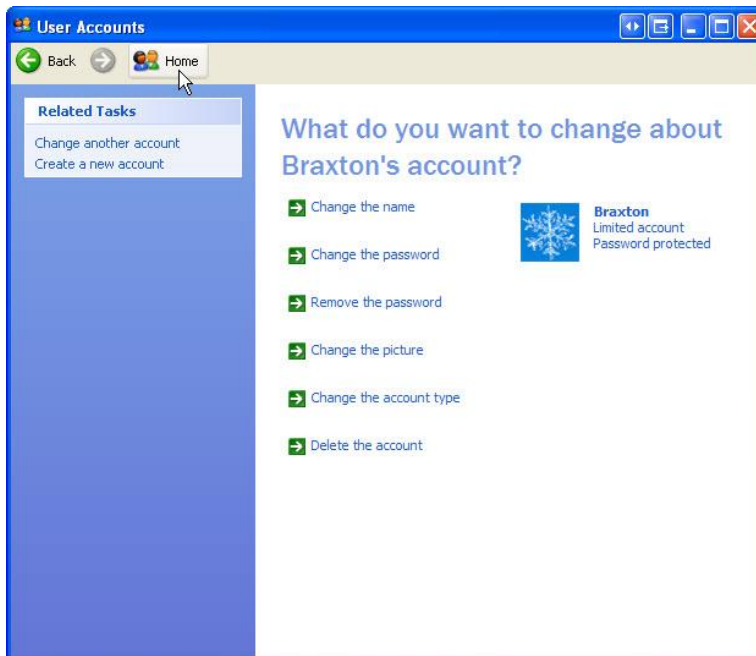 User Accounts
Back
Home
Related Tasks
Change another account
Create a new account
What do you want to change about
Braxton's account?
Change the name
Change the password
Remove the password
Change the picture
Change the account type
Delete the account
Braxton
Limited account
Password protected